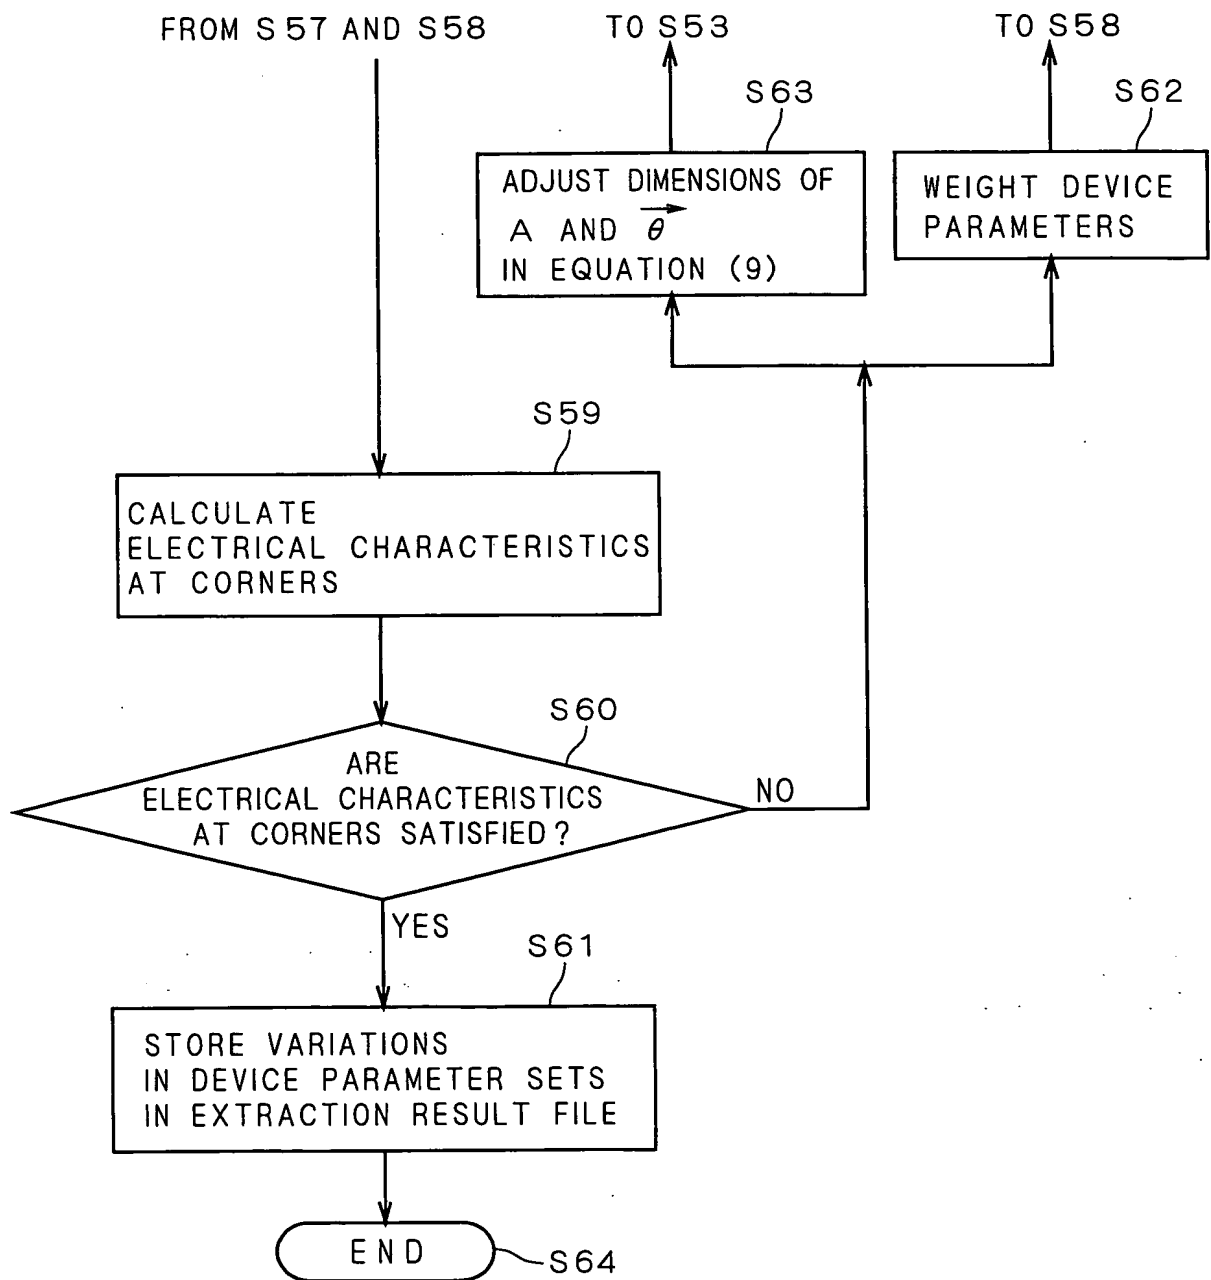 FROM S57 AND S58
TO S53
TO S58
S63
S62
ADJUST DIMENSIONS OF
A AND θ⃗
IN EQUATION (9)
WEIGHT DEVICE
PARAMETERS
S59
CALCULATE
ELECTRICAL CHARACTERISTICS
AT CORNERS
S60
ARE
ELECTRICAL CHARACTERISTICS
AT CORNERS SATISFIED?
NO
YES
S61
STORE VARIATIONS
IN DEVICE PARAMETER SETS
IN EXTRACTION RESULT FILE
END
S64